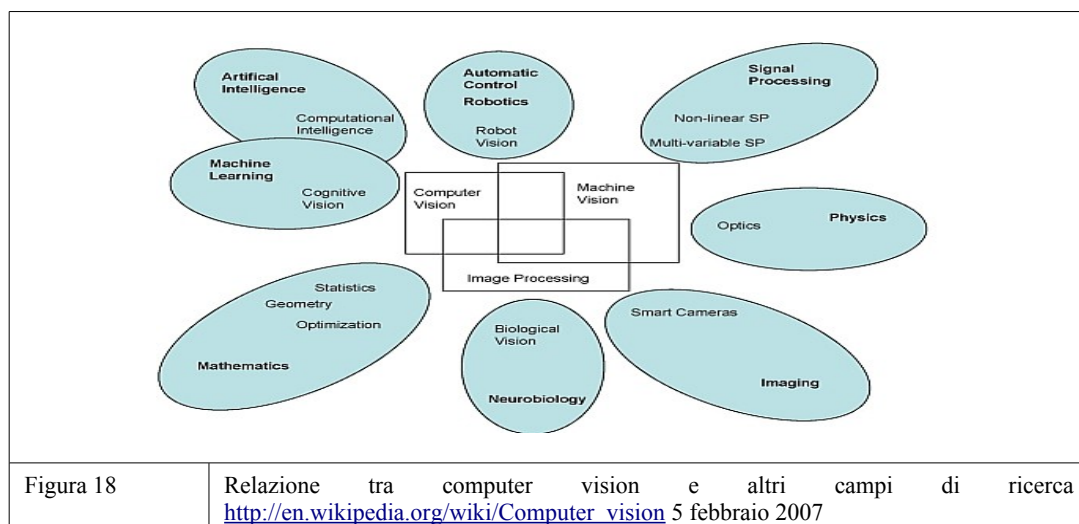 Artifical
Intelligence
Computational
Intelligence
Machine
Learning
Cognitive
Vision
Automatic
Control
Robotics
Robot
Vision
Signal
Processing
Non-linear SP
Multi-variable SP
Computer
Vision
Machine
Vision
Image Processing
Optics
Physics
Statistics
Geometry
Optimization
Mathematics
Biological
Vision
Neurobiology
Smart Cameras
Imaging
Figura 18
Relazione tra computer vision e altri campi di ricerca
http://en.wikipedia.org/wiki/Computer_vision 5 febbraio 2007